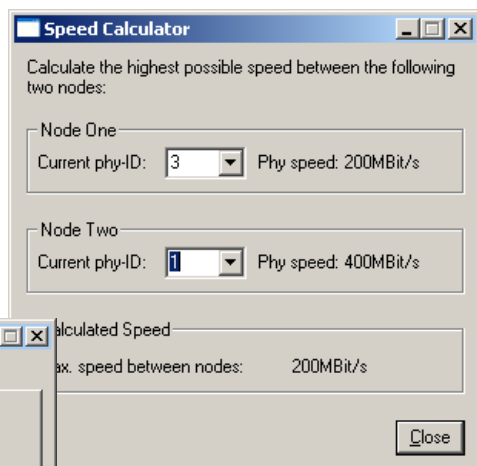 Speed Calculator
Calculate the highest possible speed between the following
two nodes:
Node One
Current phy-ID: 3 Phy speed: 200MBit/s
Node Two
Current phy-ID: 1 Phy speed: 400MBit/s
alculated Speed
ax. speed between nodes: 200MBit/s
Close